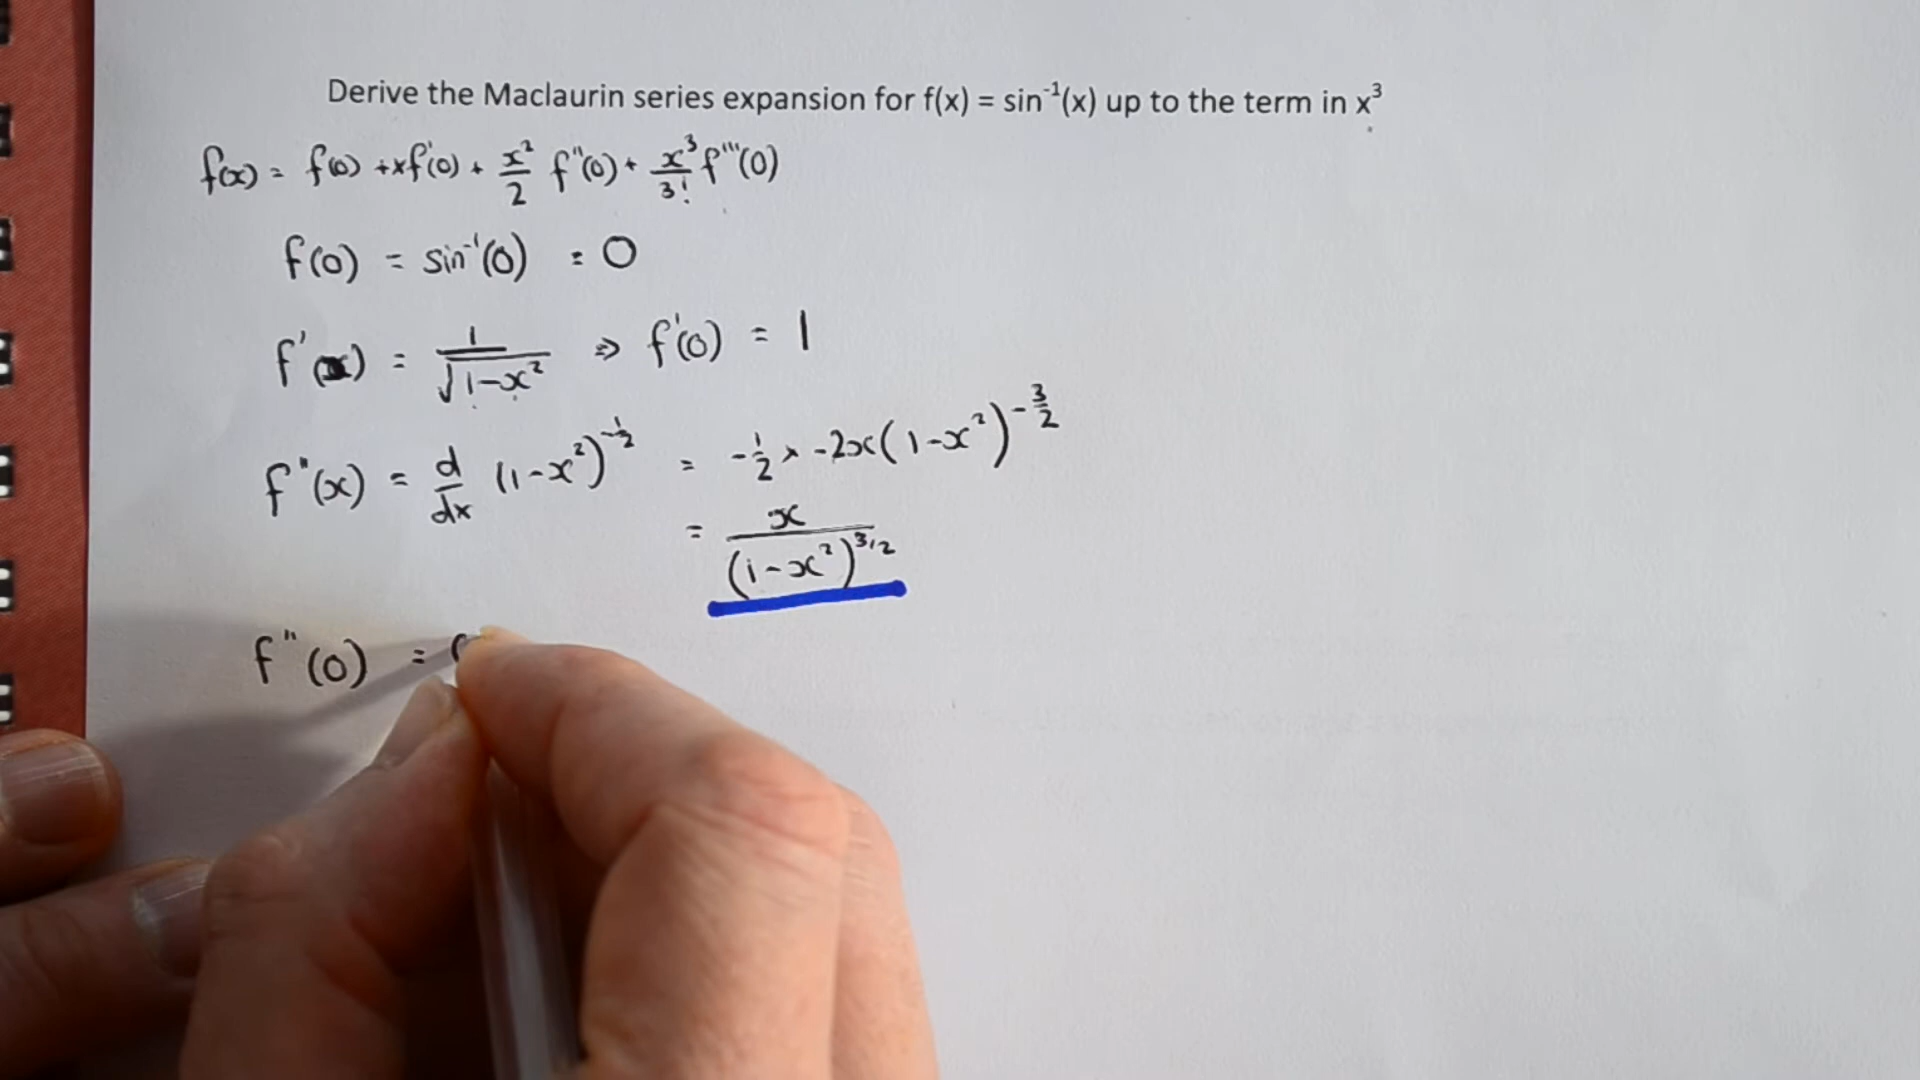 Derive the Maclaurin series expansion for f(x) = sin⁻¹(x) up to the term in x³
f(x) = f(0) + xf'(0) + x²/2 f''(0) + x³/3! f'''(0)
f(0) = sin⁻¹(0) = 0
f'(x) = 1/√(1-x²) ⇒ f'(0) = 1
f''(x) = d/dx (1-x²)^(-1/2) = -1/2 × -2x(1-x²)^(-3/2)
= x/(1-x²)^(3/2)
f''(0) =